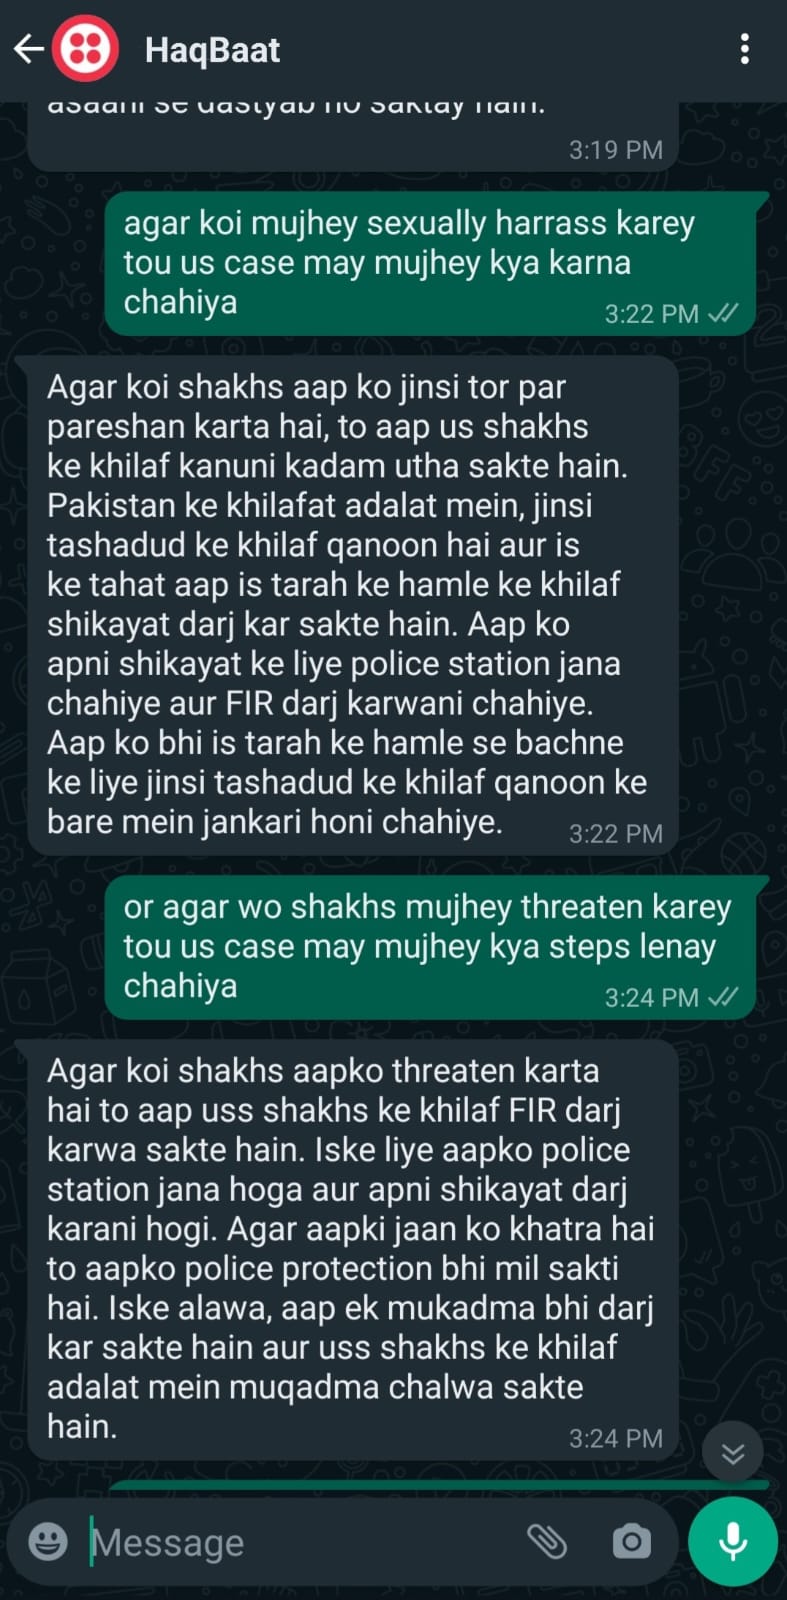 HaqBaat
asaani se dastyab ho saktay hain.
3:19 PM
agar koi mujhey sexually harrass karey
tou us case may mujhey kya karna
chahiya
3:22 PM
Agar koi shakhs aap ko jinsi tor par
pareshan karta hai, to aap us shakhs
ke khilaf kanuni kadam utha sakte hain.
Pakistan ke khilafat adalat mein, jinsi
tashadud ke khilaf qanoon hai aur is
ke tahat aap is tarah ke hamle ke khilaf
shikayat darj kar sakte hain. Aap ko
apni shikayat ke liye police station jana
chahiye aur FIR darj karwani chahiye.
Aap ko bhi is tarah ke hamle se bachne
ke liye jinsi tashadud ke khilaf qanoon ke
bare mein jankari honi chahiye.
3:22 PM
or agar wo shakhs mujhey threaten karey
tou us case may mujhey kya steps lenay
chahiya
3:24 PM
Agar koi shakhs aapko threaten karta
hai to aap uss shakhs ke khilaf FIR darj
karwa sakte hain. Iske liye aapko police
station jana hoga aur apni shikayat darj
karani hogi. Agar aapki jaan ko khatra hai
to aapko police protection bhi mil sakti
hai. Iske alawa, aap ek mukadma bhi darj
kar sakte hain aur uss shakhs ke khilaf
adalat mein muqadma chalwa sakte
hain.
3:24 PM
Message